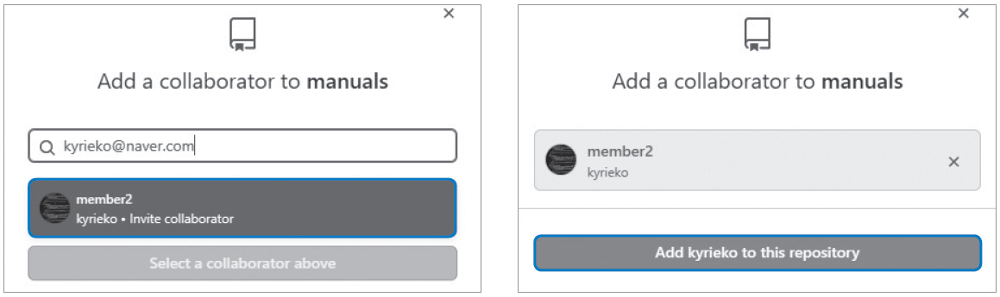 Add a collaborator to manuals
kyrieko@naver.com
member2
kyrieko • Invite collaborator
Select a collaborator above
Add a collaborator to manuals
member2
kyrieko
Add kyrieko to this repository